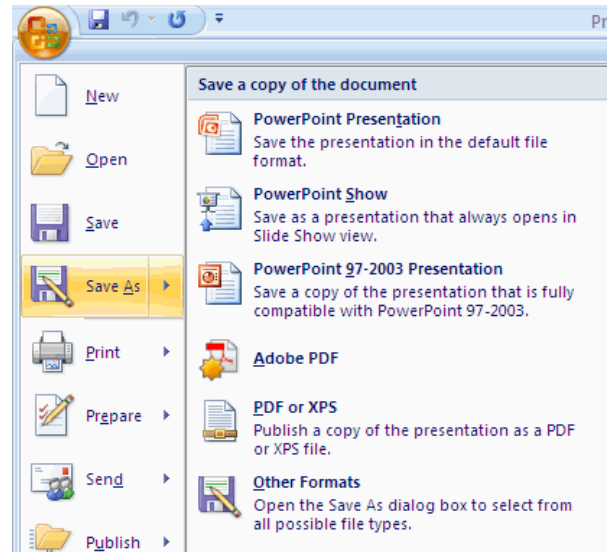 Pr
New
Open
Save
Save As
Print
Prepare
Send
Publish
Save a copy of the document
PowerPoint Presentation
Save the presentation in the default file
format.
PowerPoint Show
Save as a presentation that always opens in
Slide Show view.
PowerPoint 97-2003 Presentation
Save a copy of the presentation that is fully
compatible with PowerPoint 97-2003.
Adobe PDF
PDF or XPS
Publish a copy of the presentation as a PDF
or XPS file.
Other Formats
Open the Save As dialog box to select from
all possible file types.